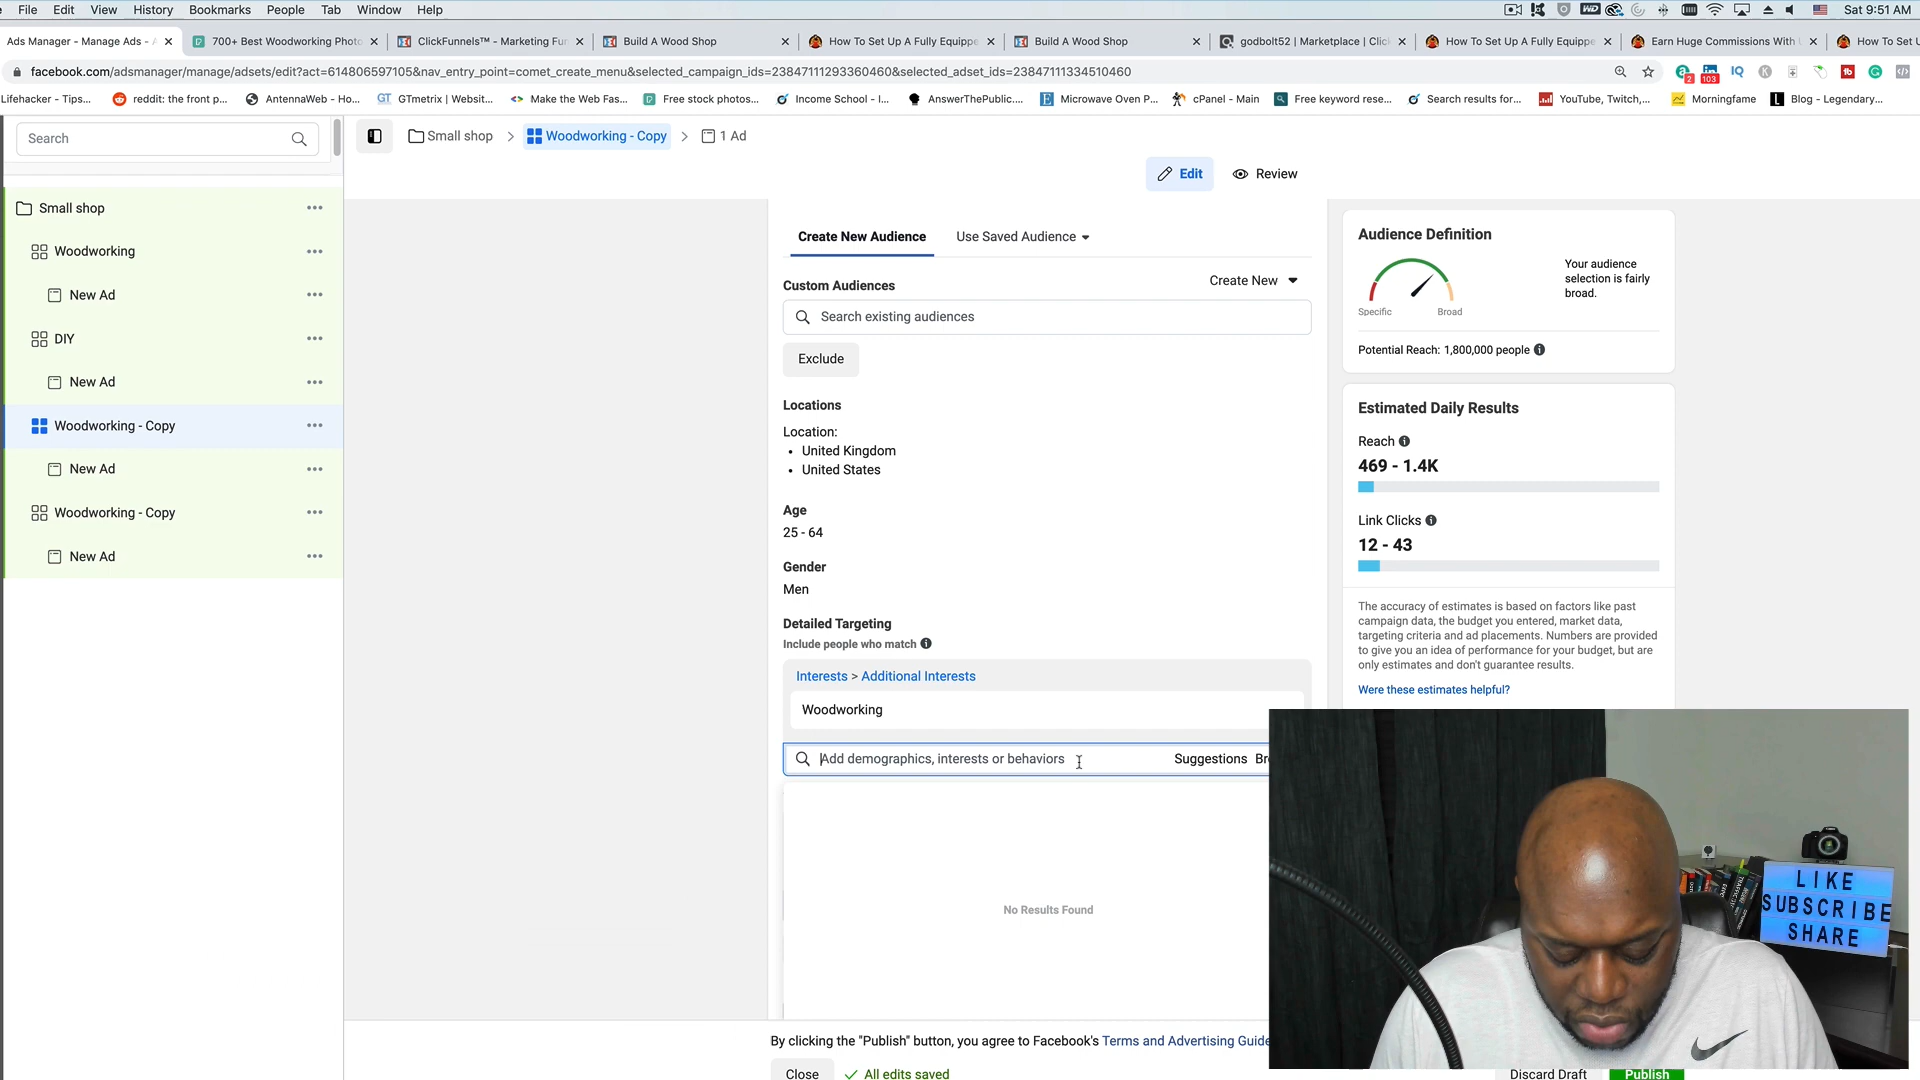 File Edit View History Bookmarks People Tab Window Help Sat 9:51 AM
Ads Manager - Manage Ads - 700+ Best Woodworking Photo ClickFunnels™ - Marketing Fu Build A Wood Shop How To Set Up A Fully Equippe Build A Wood Shop godbolt52 | Marketplace | Clic How To Set Up A Fully Equippe Earn Huge Commissions With How To Set U
facebook.com/adsmanager/manage/adsets/edit?act=614806597105&nav_entry_point=comet_create_menu&selected_campaign_ids=23847111293360460&selected_adset_ids=23847111334510460
Lifehacker - Tips... reddit: the front p... AntennaWeb - Ho... GTmetrix | Websit... Make the Web Fas... Free stock photos... Income School - I... AnswerThePublic.... Microwave Oven P... cPanel - Main Free keyword rese... Search results for... YouTube, Twitch,... Morningfame Blog - Legendary...
Search
Small shop > Woodworking - Copy > 1 Ad
Edit Review
Small shop
Woodworking
New Ad
DIY
New Ad
Woodworking - Copy
New Ad
Woodworking - Copy
New Ad
Create New Audience Use Saved Audience
Custom Audiences Create New
Search existing audiences
Exclude
Locations
Location:
• United Kingdom
• United States
Age
25 - 64
Gender
Men
Detailed Targeting
Include people who match
Interests > Additional Interests
Woodworking
Add demographics, interests or behaviors Suggestions
No Results Found
By clicking the "Publish" button, you agree to Facebook's Terms and Advertising Guide
Close All edits saved Discard Draft Publish
Audience Definition
Your audience
selection is fairly
broad.
Specific Broad
Potential Reach: 1,800,000 people
Estimated Daily Results
Reach
469 - 1.4K
Link Clicks
12 - 43
The accuracy of estimates is based on factors like past
campaign data, the budget you entered, market data,
targeting criteria and ad placements. Numbers are provided
to give you an idea of performance for your budget, but are
only estimates and don't guarantee results.
Were these estimates helpful?
LIKE
SUBSCRIBE
SHARE